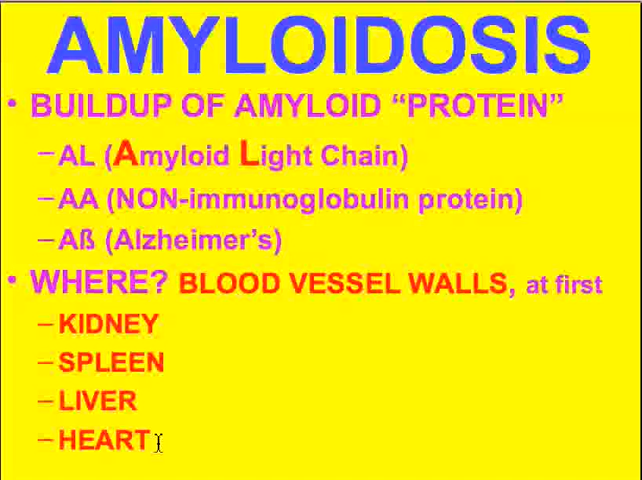 AMYLOIDOSIS
• BUILDUP OF AMYLOID “PROTEIN”
–AL (Amyloid Light Chain)
–AA (NON-immunoglobulin protein)
–Aß (Alzheimer’s)
• WHERE? BLOOD VESSEL WALLS, at first
–KIDNEY
–SPLEEN
–LIVER
–HEART